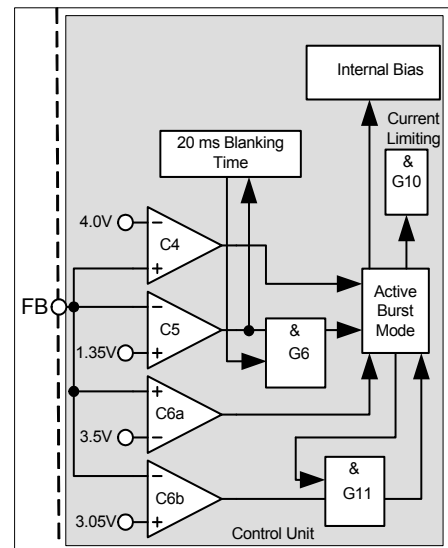 Internal Bias
Current
Limiting
20 ms Blanking
Time
&
G10
4.0V
−
+
C4
FB
−
+
C5
1.35V
&
G6
Active
Burst
Mode
+
−
C6a
3.5V
−
+
C6b
3.05V
&
G11
Control Unit